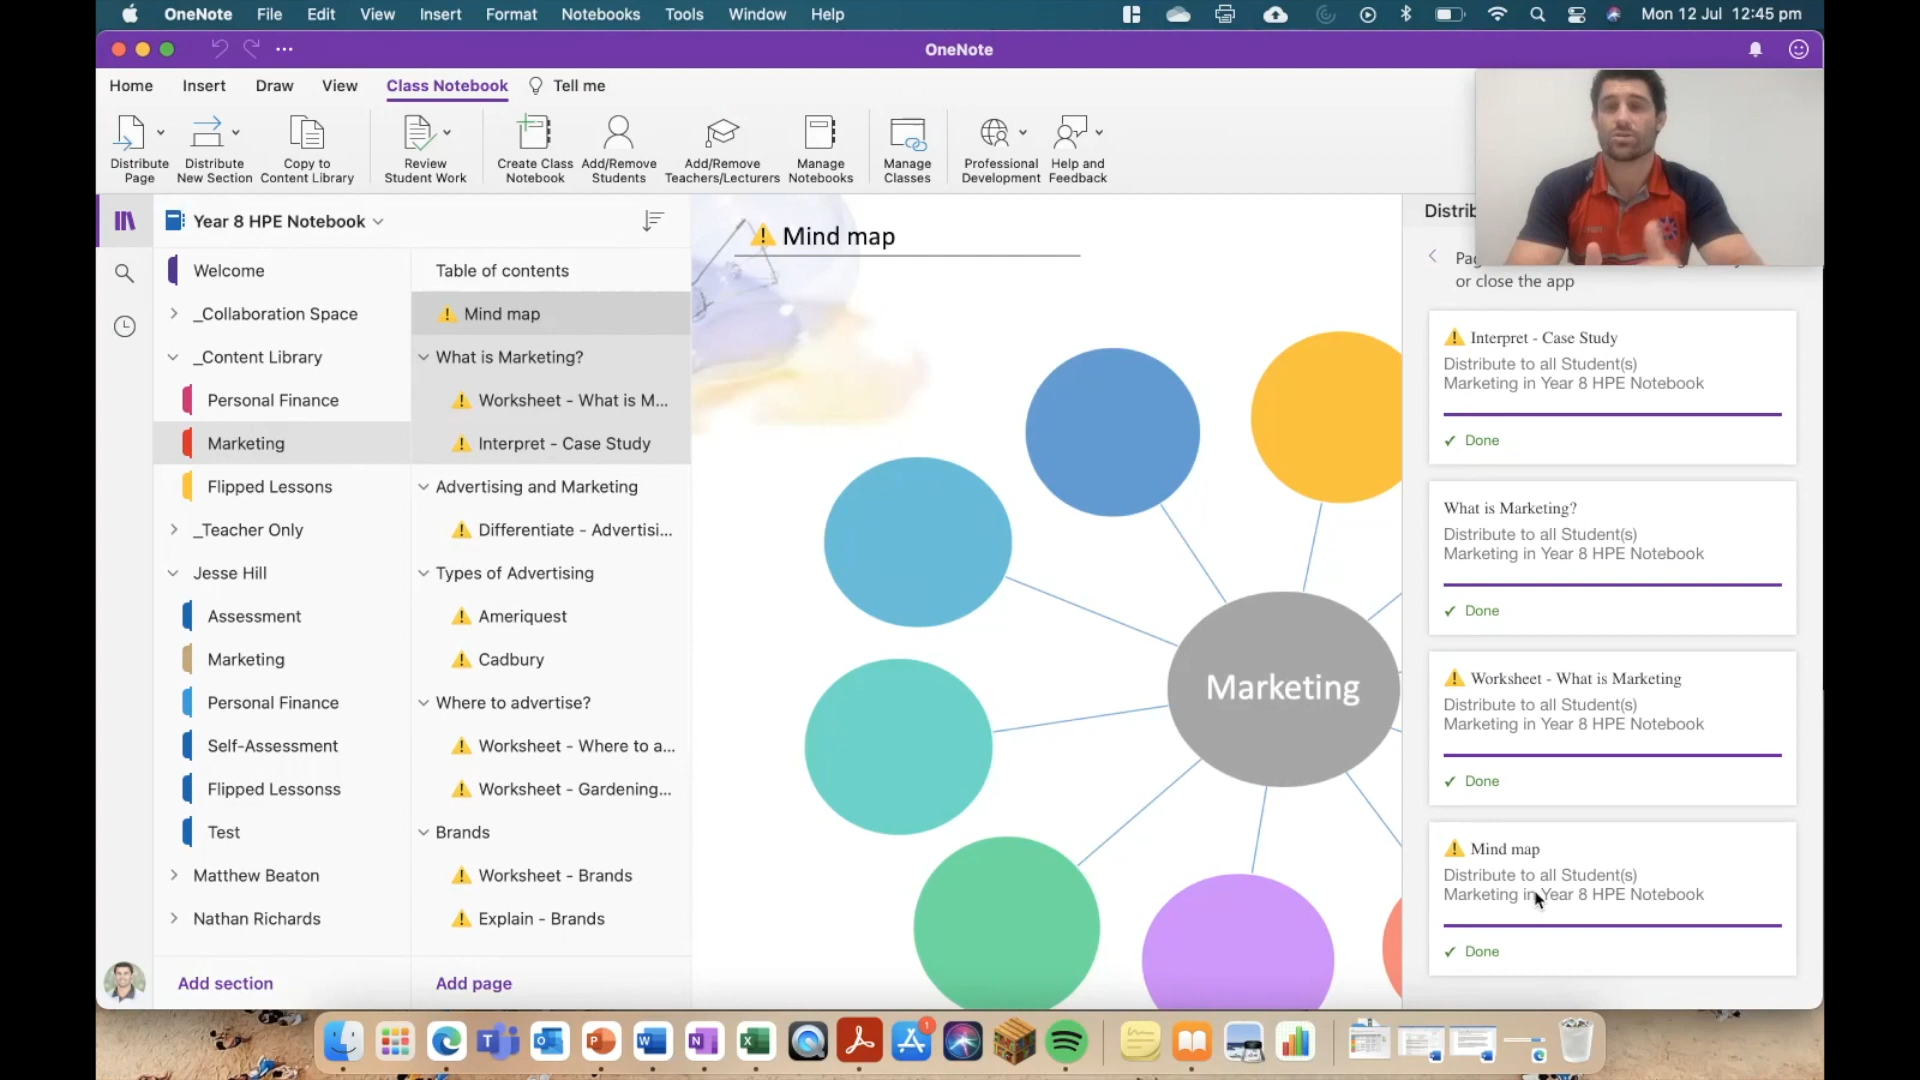 OneNote File Edit View Insert Format Notebooks Tools Window Help Mon 12 Jul 12:45 pm
OneNote
Home Insert Draw View Class Notebook Tell me
Distribute Page
Distribute New Section
Copy to Content Library
Review Student Work
Create Class Notebook
Add/Remove Students
Add/Remove Teachers/Lecturers
Manage Notebooks
Manage Classes
Professional Development
Help and Feedback
Year 8 HPE Notebook
Welcome
_Collaboration Space
_Content Library
Personal Finance
Marketing
Flipped Lessons
_Teacher Only
Jesse Hill
Assessment
Marketing
Personal Finance
Self-Assessment
Flipped Lessonss
Test
Matthew Beaton
Nathan Richards
Add section
Table of contents
Mind map
What is Marketing?
Worksheet - What is M...
Interpret - Case Study
Advertising and Marketing
Differentiate - Advertisi...
Types of Advertising
Ameriquest
Cadbury
Where to advertise?
Worksheet - Where to a...
Worksheet - Gardening...
Brands
Worksheet - Brands
Explain - Brands
Add page
Mind map
Marketing
or close the app
Interpret - Case Study
Distribute to all Student(s)
Marketing in Year 8 HPE Notebook
Done
What is Marketing?
Distribute to all Student(s)
Marketing in Year 8 HPE Notebook
Done
Worksheet - What is Marketing
Distribute to all Student(s)
Marketing in Year 8 HPE Notebook
Done
Mind map
Distribute to all Student(s)
Marketing in Year 8 HPE Notebook
Done